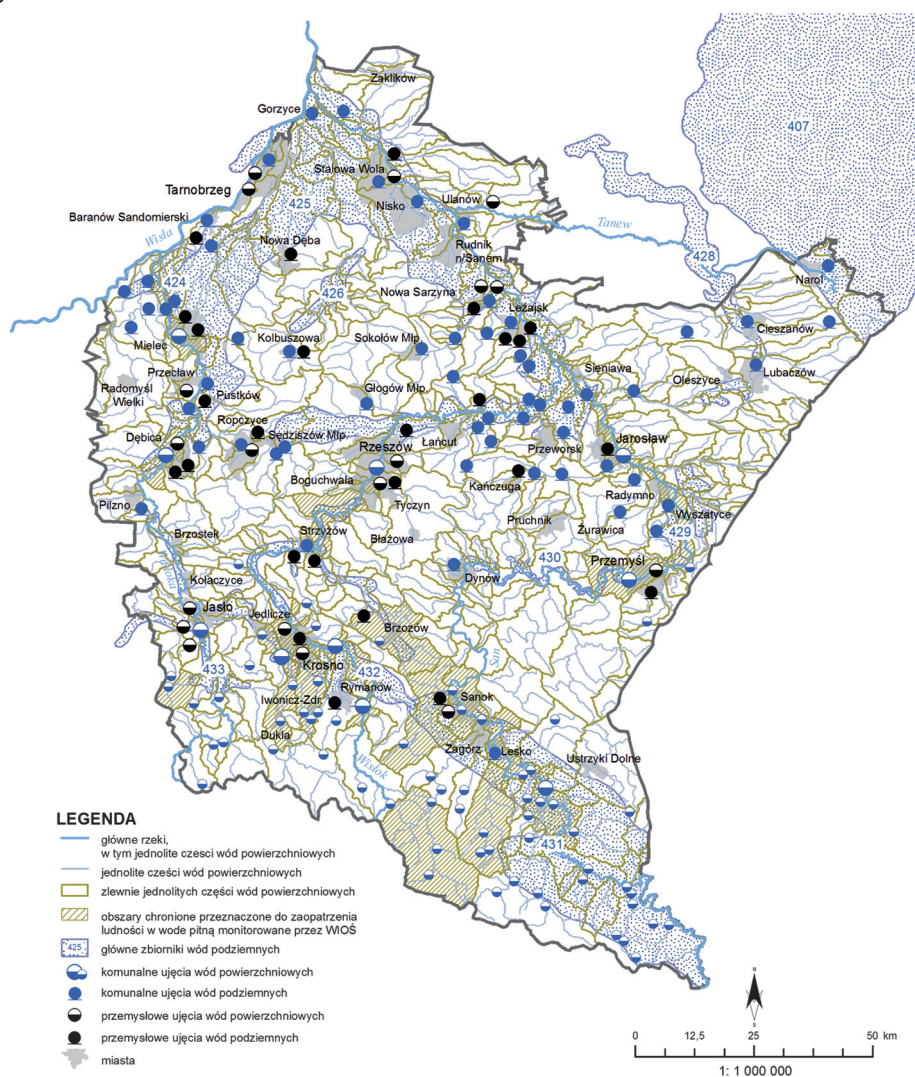 Zaklików
Gorzyce
407
Stalowa Wola
Tarnobrzeg
Ulanów
Nisko
425
Baranów Sandomierski
Tanew
Wisła
Nowa Dęba
Rudnik
n/Sanem
428
Narol
424
426
Nowa Sarzyna
Leżajsk
Cieszanów
Mielec
Kolbuszowa
Sokołów Młp.
Sieniawa
Przecław
Lubaczów
Radomyśl
Wielki
Oleszyce
Pustków
Głogów Młp.
Ropczyce
Dębica
Sędziszów Młp.
Rzeszów
Łańcut
Przeworsk
Jarosław
Boguchwała
Kańczuga
Radymno
Pilzno
Tyczyn
Wyszatyce
Pruchnik
Żurawica
Strzyżów
Błażowa
429
Brzostek
430
Przemyśl
Kołaczyce
Dynów
Jasło
Jedlicze
Brzozów
San
433
Krosno
432
Rymanów
Iwonicz-Zdr.
Sanok
Dukla
Zagórz
Lesko
Ustrzyki Dolne
Wisłok
431
LEGENDA
główne rzeki,
w tym jednolite czesci wód powierzchniowych
jednolite części wód powierzchniowych
zlewnie jednolitych części wód powierzchniowych
obszary chronione przeznaczone do zaopatrzenia
ludności w wode pitną monitorowane przez WIOŚ
425
główne zbiorniki wód podziemnych
komunalne ujęcia wód powierzchniowych
komunalne ujęcia wód podziemnych
przemysłowe ujęcia wód powierzchniowych
przemysłowe ujęcia wód podziemnych
miasta
N
S
0 12,5 25 50 km
1: 1 000 000